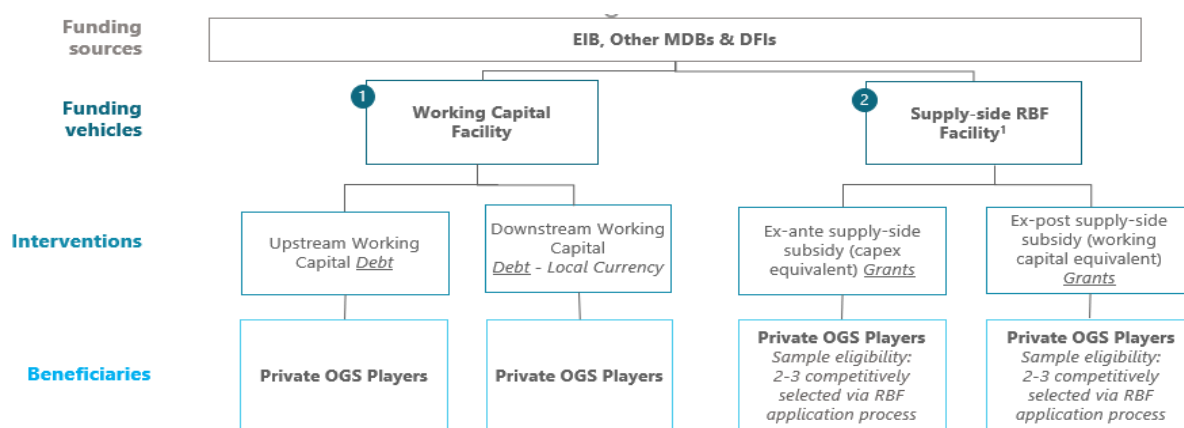 Funding
sources
EIB, Other MDBs & DFIs
Funding
vehicles
1
Working Capital
Facility
2
Supply-side RBF
Facility¹
Interventions
Upstream Working
Capital Debt
Downstream Working
Capital
Debt - Local Currency
Ex-ante supply-side
subsidy (capex
equivalent) Grants
Ex-post supply-side
subsidy (working
capital equivalent)
Grants
Beneficiaries
Private OGS Players
Private OGS Players
Private OGS Players
Sample eligibility:
2-3 competitively
selected via RBF
application process
Private OGS Players
Sample eligibility:
2-3 competitively
selected via RBF
application process